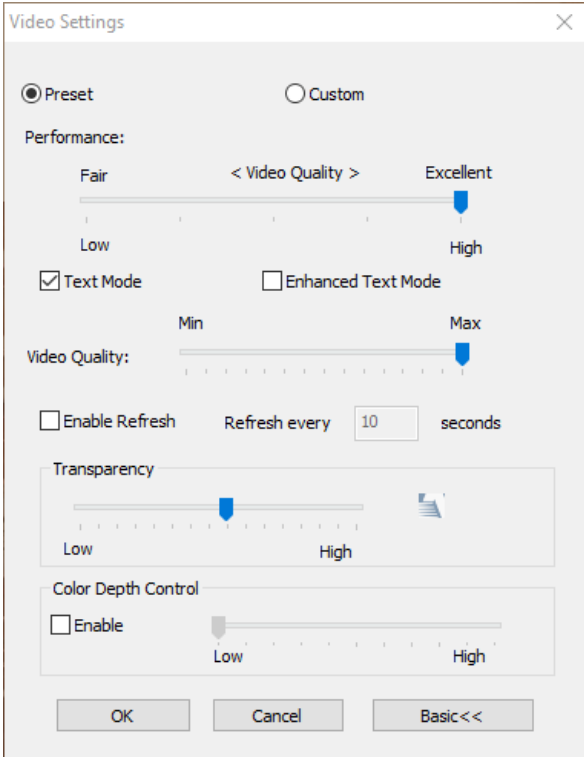 Video Settings
Preset Custom
Performance:
Fair < Video Quality > Excellent
Low High
Text Mode Enhanced Text Mode
Min Max
Video Quality:
Enable Refresh Refresh every 10 seconds
Transparency
Low High
Color Depth Control
Enable
Low High
OK Cancel Basic<<